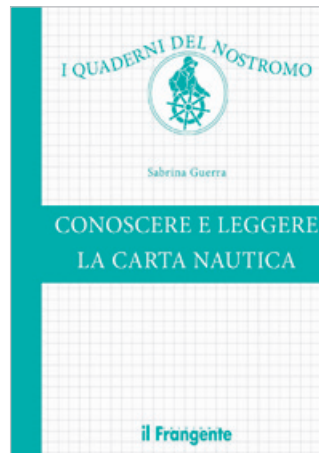 I QUADERNI DEL NOSTROMO
Sabrina Guerra
CONOSCERE E LEGGERE
LA CARTA NAUTICA
il Frangente